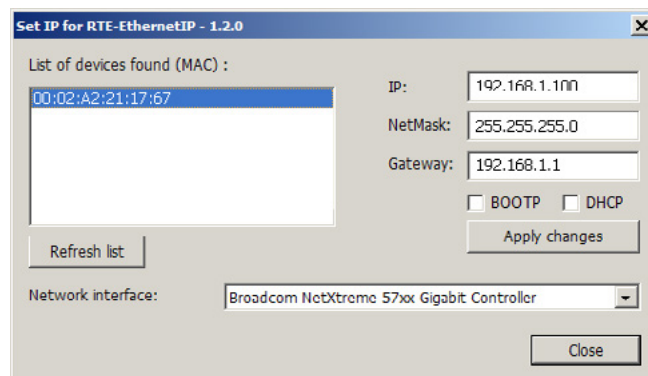 Set IP for RTE-EthernetIP - 1.2.0
List of devices found (MAC) :
00:02:A2:21:17:67
IP: 192.168.1.100
NetMask: 255.255.255.0
Gateway: 192.168.1.1
BOOTP DHCP
Apply changes
Refresh list
Network interface: Broadcom NetXtreme 57xx Gigabit Controller
Close